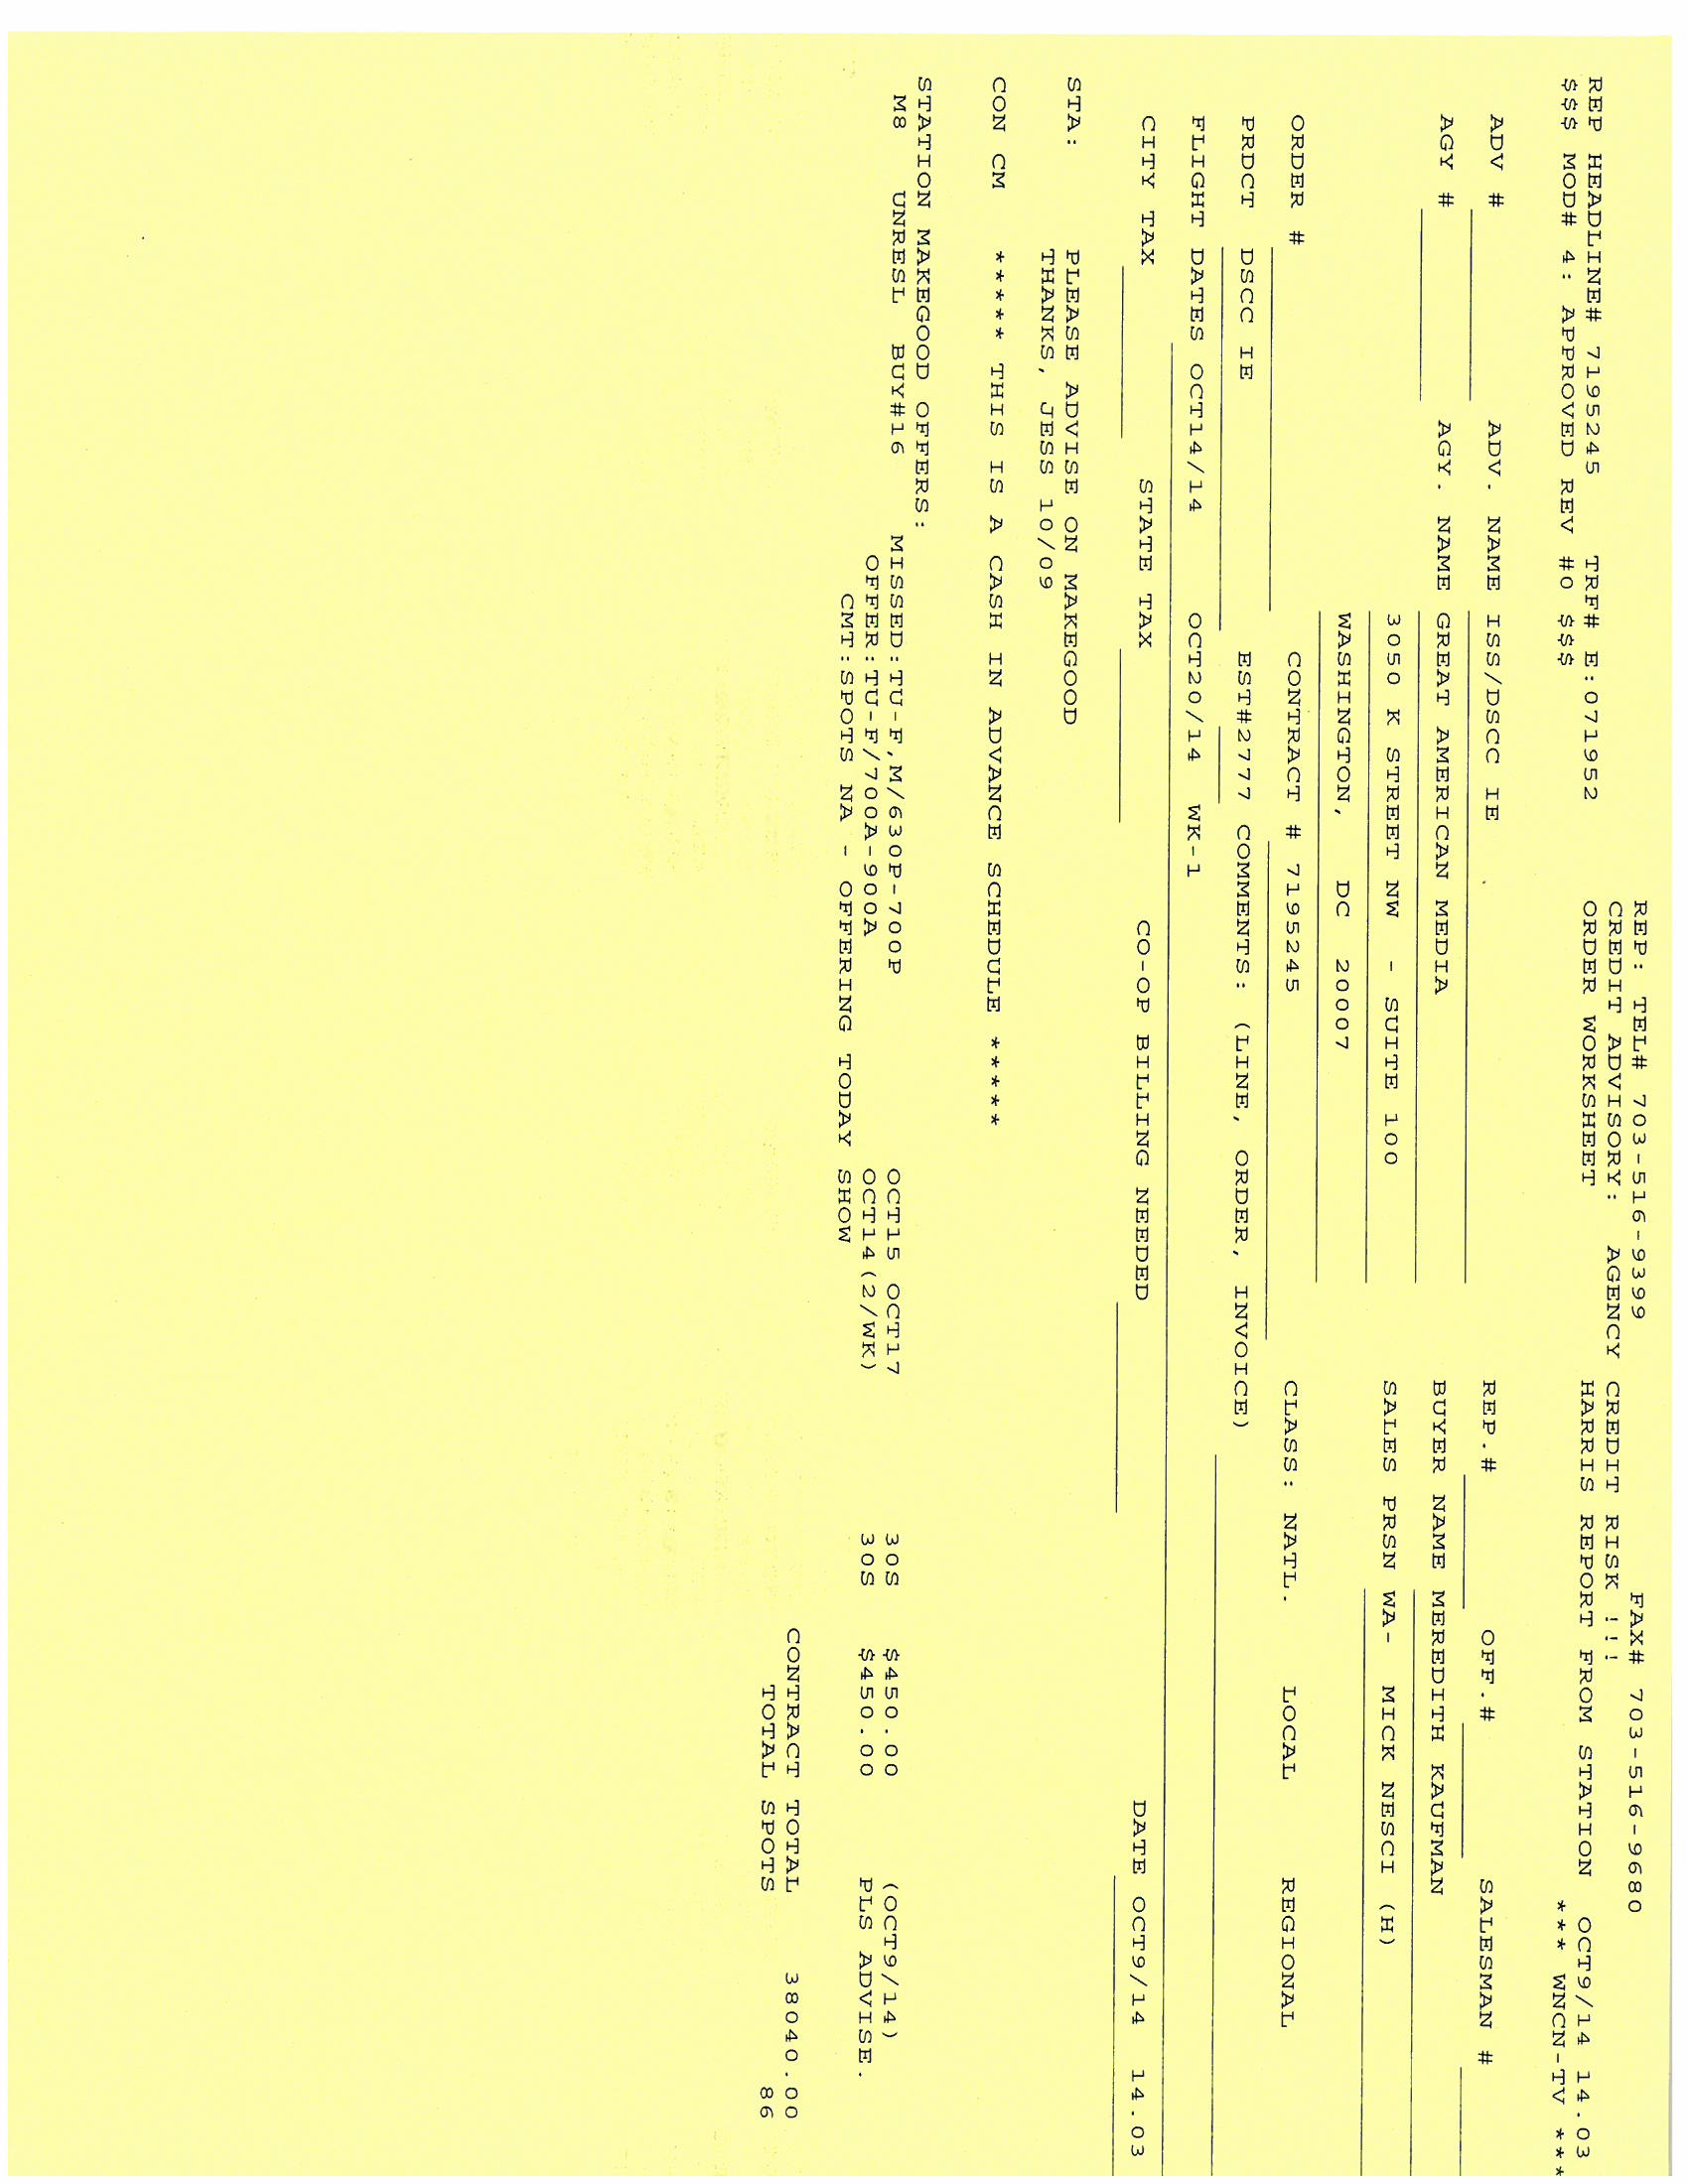 REP: TEL# 703-516-9399 FAX# 703-516-9680
CREDIT ADVISORY: AGENCY CREDIT RISK !!!
REP HEADLINE# 7195245 TRF# E:071952 ORDER WORKSHEET HARRIS REPORT FROM STATION OCT9/14 14.03
$$$ MOD# 4: APPROVED REV #0 $$$ *** WNCN-TV ***
ADV # ADV. NAME ISS/DSCC IE REP.# OFF.# SALESMAN #
AGY # AGY. NAME GREAT AMERICAN MEDIA BUYER NAME MEREDITH KAUFMAN
3050 K STREET NW - SUITE 100 SALES PRSN WA- MICK NESCI (H)
WASHINGTON, DC 20007
ORDER # CONTRACT # 7195245 CLASS: NATL. LOCAL REGIONAL
PRDCT DSCC IE EST#2777 COMMENTS: (LINE, ORDER, INVOICE)
FLIGHT DATES OCT14/14 OCT20/14 WK-1
CITY TAX STATE TAX CO-OP BILLING NEEDED DATE OCT9/14 14.03
STA: PLEASE ADVISE ON MAKEGOOD
THANKS, JESS 10/09
CON CM ***** THIS IS A CASH IN ADVANCE SCHEDULE *****
STATION MAKEGOOD OFFERS:
M8 UNRESL BUY#16 MISSED:TU-F,M/630P-700P OCT15 OCT17 30S $450.00 (OCT9/14)
OFFER:TU-F/700A-900A OCT14(2/WK) 30S $450.00 PLS ADVISE.
CMT:SPOTS NA - OFFERING TODAY SHOW
CONTRACT TOTAL 38040.00
TOTAL SPOTS 86